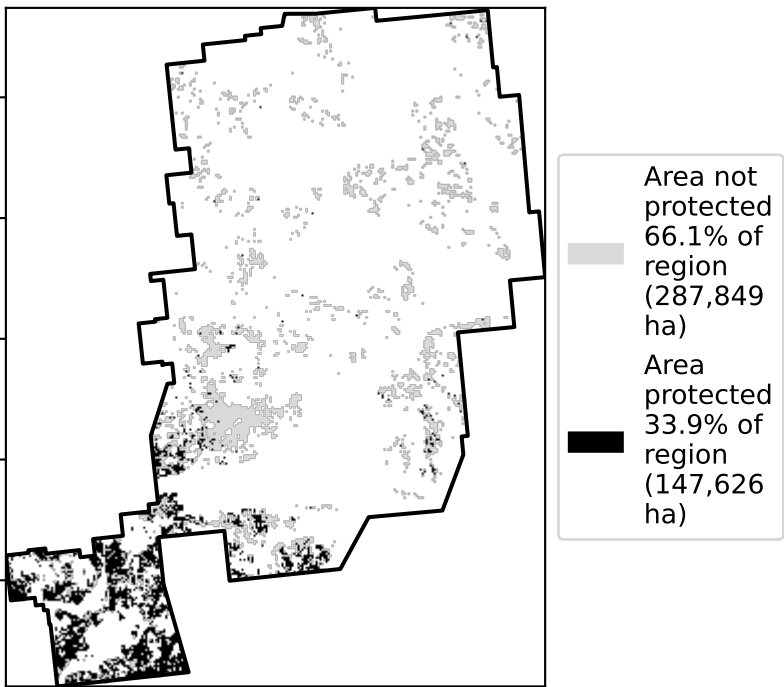 Area not
protected
66.1% of
region
(287,849
ha)
Area
protected
33.9% of
region
(147,626
ha)